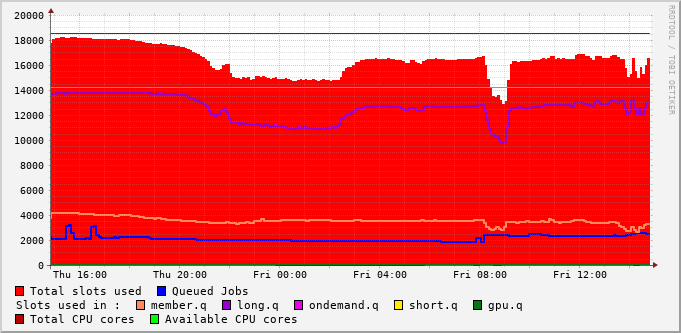 20000
18000
16000
14000
12000
10000
8000
6000
4000
2000
0
Thu 16:00 Thu 20:00 Fri 00:00 Fri 04:00 Fri 08:00 Fri 12:00
RRDTOOL / TOBI OETIKER
Total slots used Queued Jobs
Slots used in : member.q long.q ondemand.q short.q gpu.q
Total CPU cores Available CPU cores